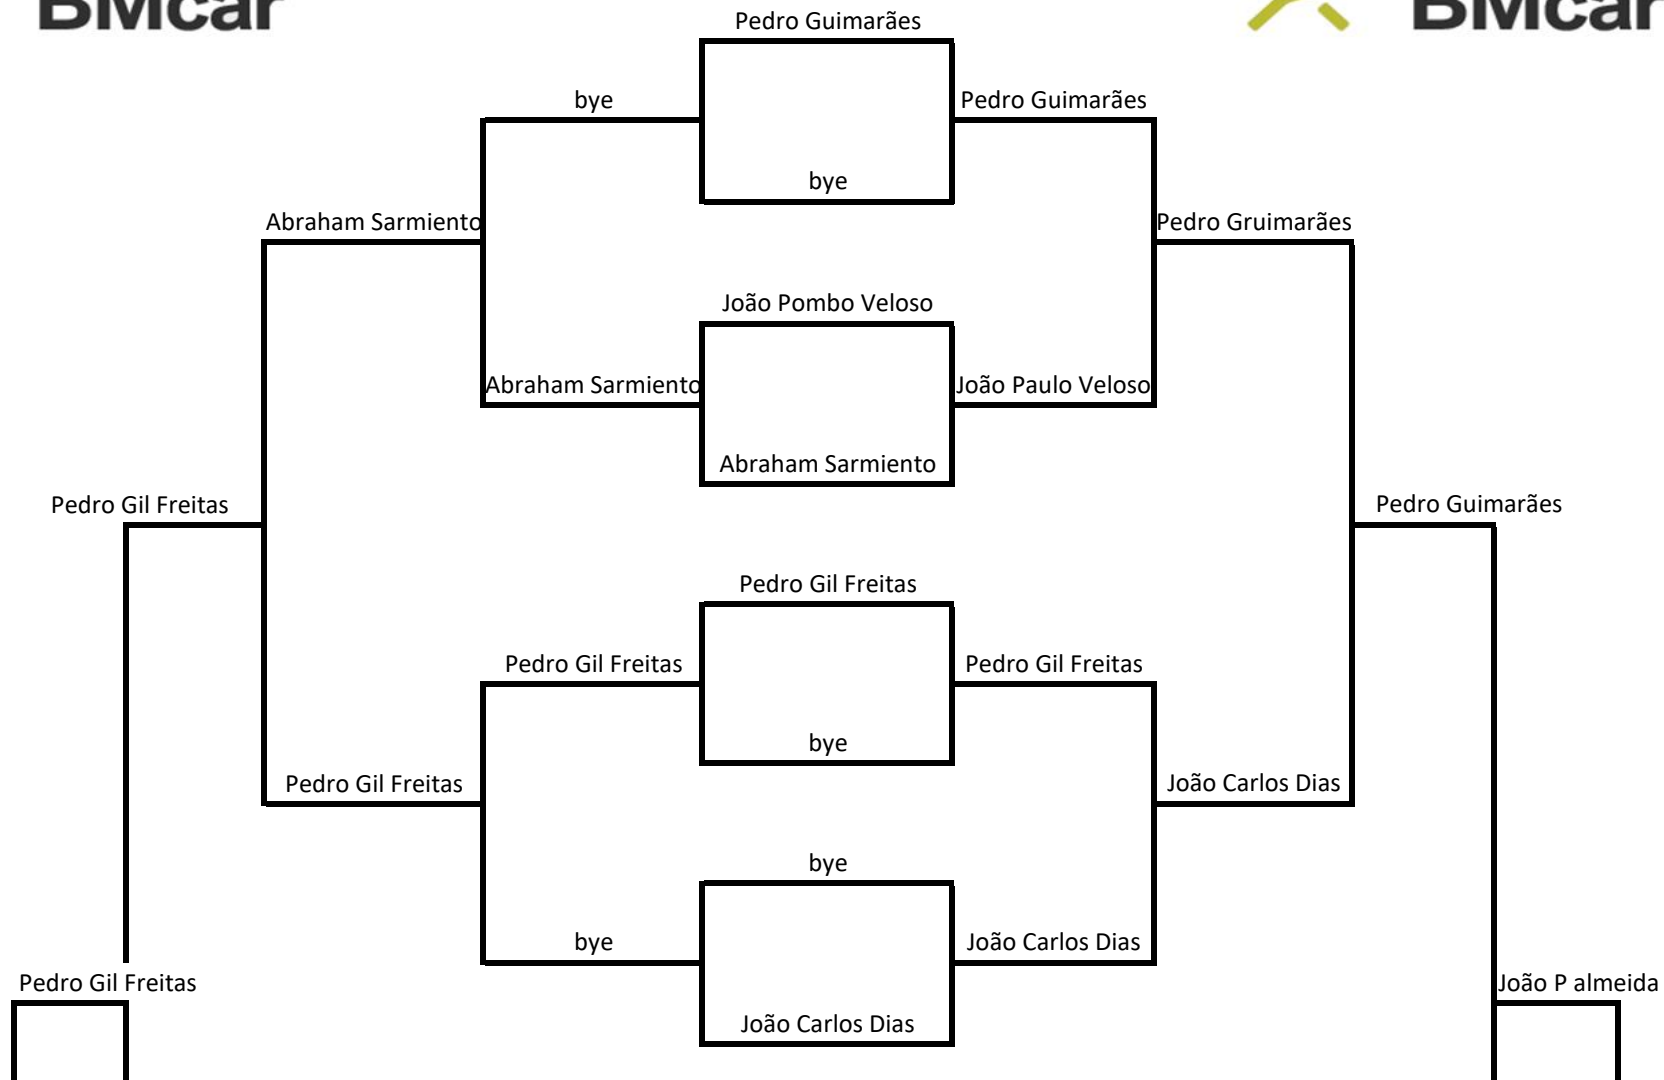 BMcar
BMcar
Pedro Guimarães
bye
Pedro Guimarães
bye
Abraham Sarmiento
Pedro Gruimarães
João Pombo Veloso
Abraham Sarmiento
João Paulo Veloso
Abraham Sarmiento
Pedro Gil Freitas
Pedro Guimarães
Pedro Gil Freitas
Pedro Gil Freitas
Pedro Gil Freitas
bye
Pedro Gil Freitas
João Carlos Dias
bye
bye
João Carlos Dias
Pedro Gil Freitas
João P almeida
João Carlos Dias